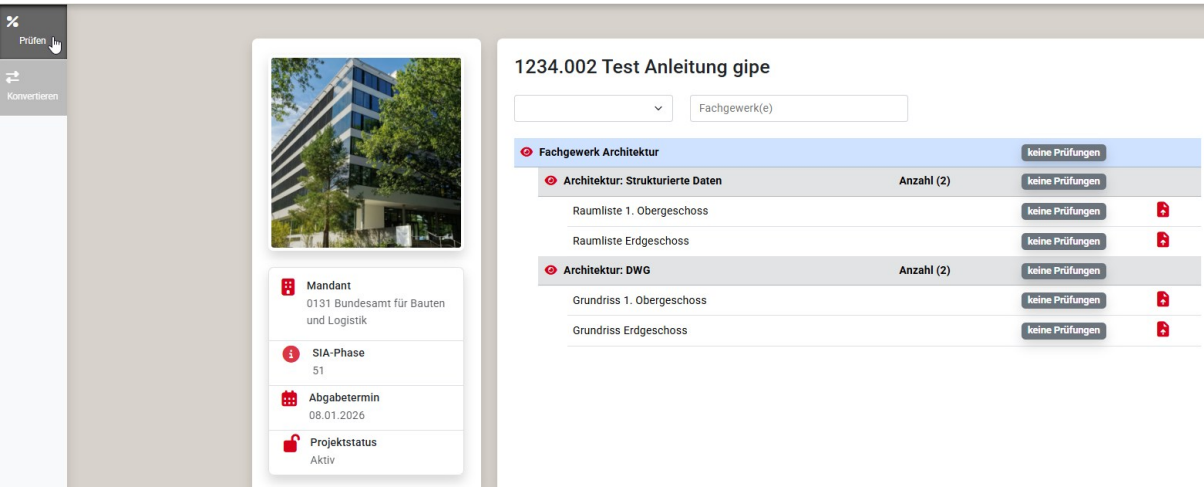 Prüfen
Konvertieren
1234.002 Test Anleitung gipe
Fachgewerk(e)
Fachgewerk Architektur keine Prüfungen
Architektur: Strukturierte Daten Anzahl (2) keine Prüfungen
Raumliste 1. Obergeschoss keine Prüfungen
Raumliste Erdgeschoss keine Prüfungen
Architektur: DWG Anzahl (2) keine Prüfungen
Grundriss 1. Obergeschoss keine Prüfungen
Grundriss Erdgeschoss keine Prüfungen
Mandant
0131 Bundesamt für Bauten
und Logistik
SIA-Phase
51
Abgabetermin
08.01.2026
Projektstatus
Aktiv